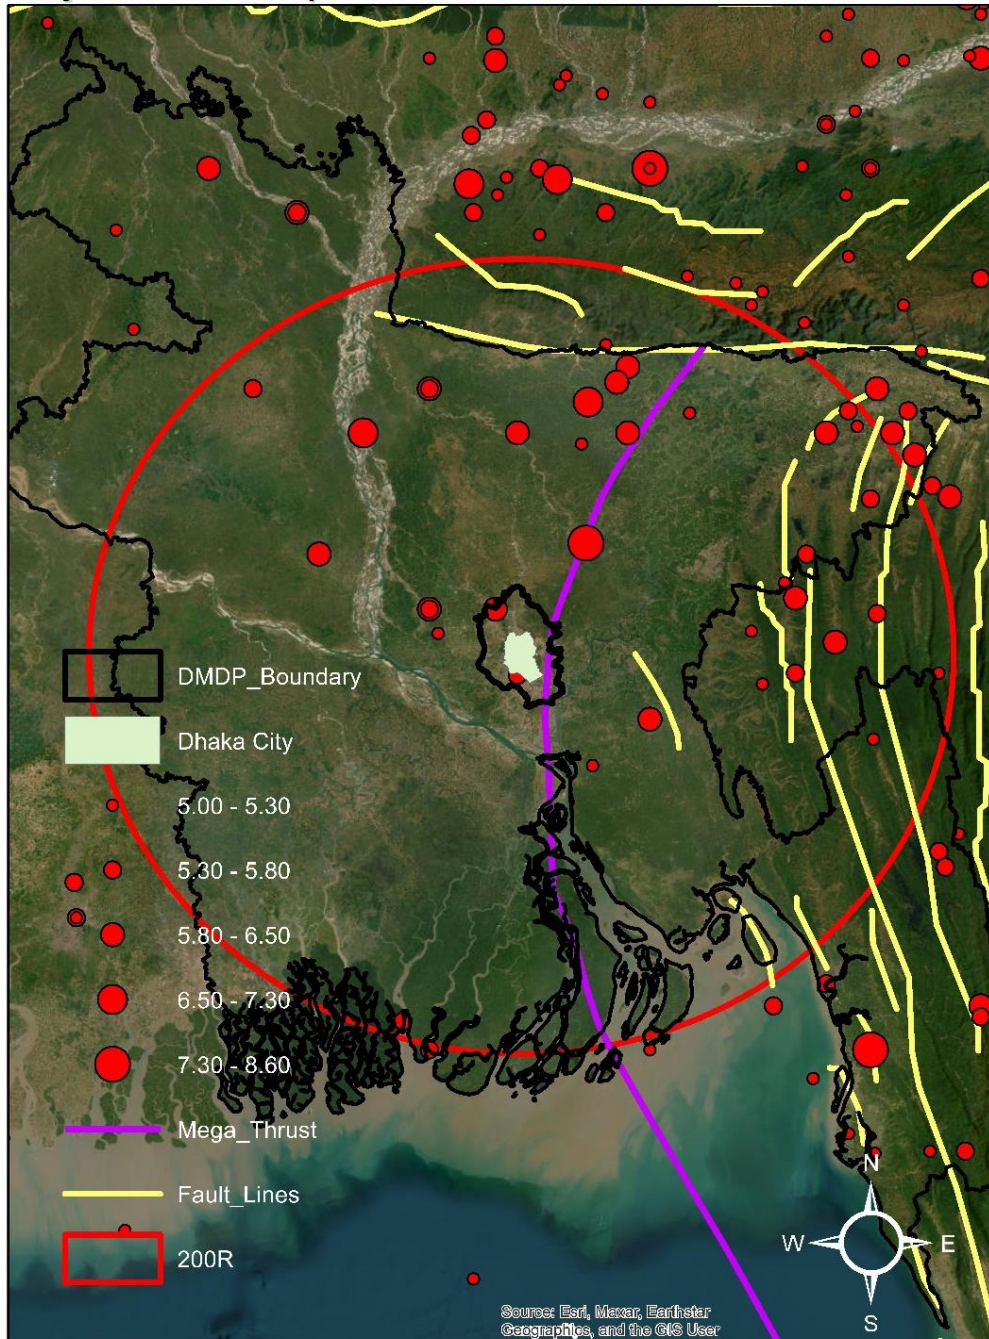 DMDP_Boundary
Dhaka City
5.00 - 5.30
5.30 - 5.80
5.80 - 6.50
6.50 - 7.30
7.30 - 8.60
Mega_Thrust
Fault_Lines
200R
N
W
E
S
Source: Esri, Maxar, Earthstar
Geographics, and the GIS User